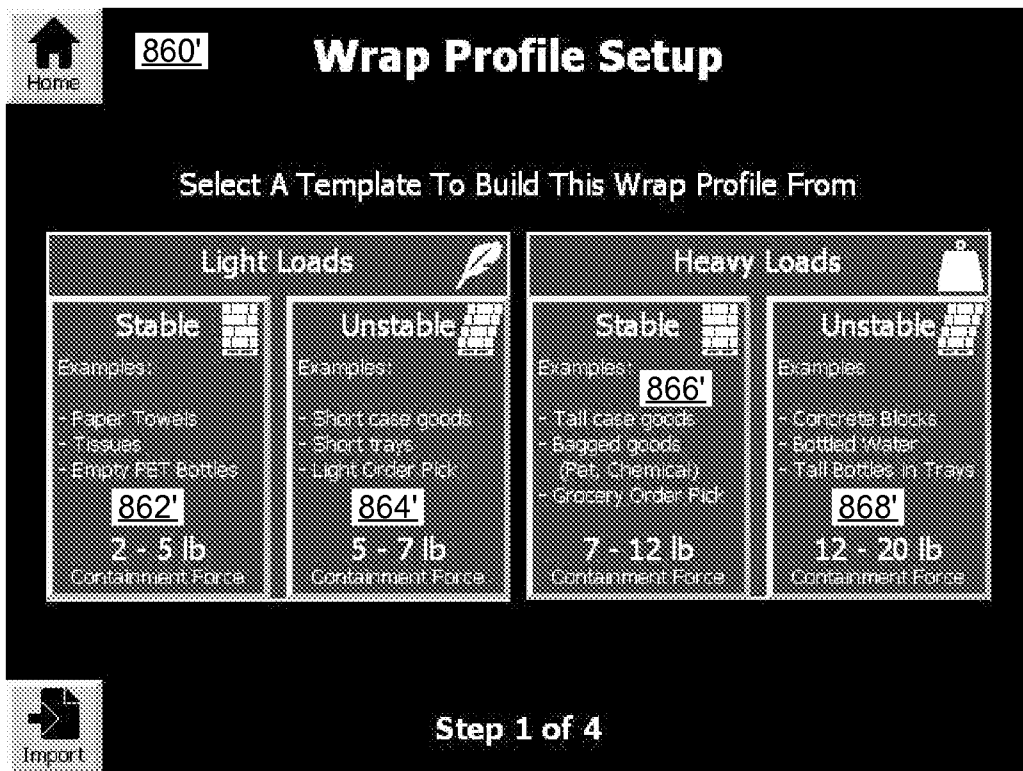 860'
Wrap Profile Setup
Home
Select A Template To Build This Wrap Profile From
Light Loads
Stable
Examples:
- Paper Towels
- Tissues
- Empty PET Bottles
862'
2 - 5 lb
Containment Force
Unstable
Examples:
- Short case goods
- Short trays
- Light Order Pick
864'
5 - 7 lb
Containment Force
Heavy Loads
Stable
Examples:
866'
- Tall case goods
- Bagged goods
(Pet, Chemical)
- Grocery Order Pick
7 - 12 lb
Containment Force
Unstable
Examples
- Concrete Blocks
- Bottled Water
- Tall Bottles in Trays
868'
12 - 20 lb
Containment Force
Import
Step 1 of 4